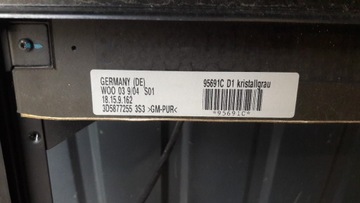 GERMANY (DE)
WOO 03 9/04 S01
18.15.9.162
3D5877255 3S3 >GM-PUR<
95691C D1 kristallgrau
*95691C*